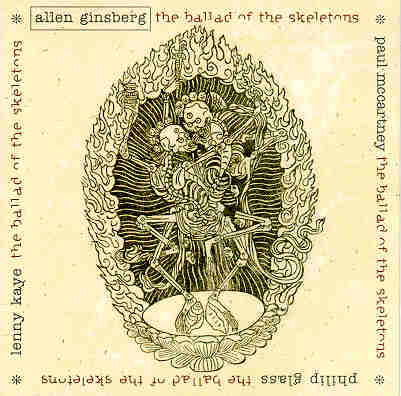 allen ginsberg the ballad of the skeletons
paul mccartney the ballad of the skeletons
philip glass the ballad of the skeletons
lenny kaye the ballad of the skeletons